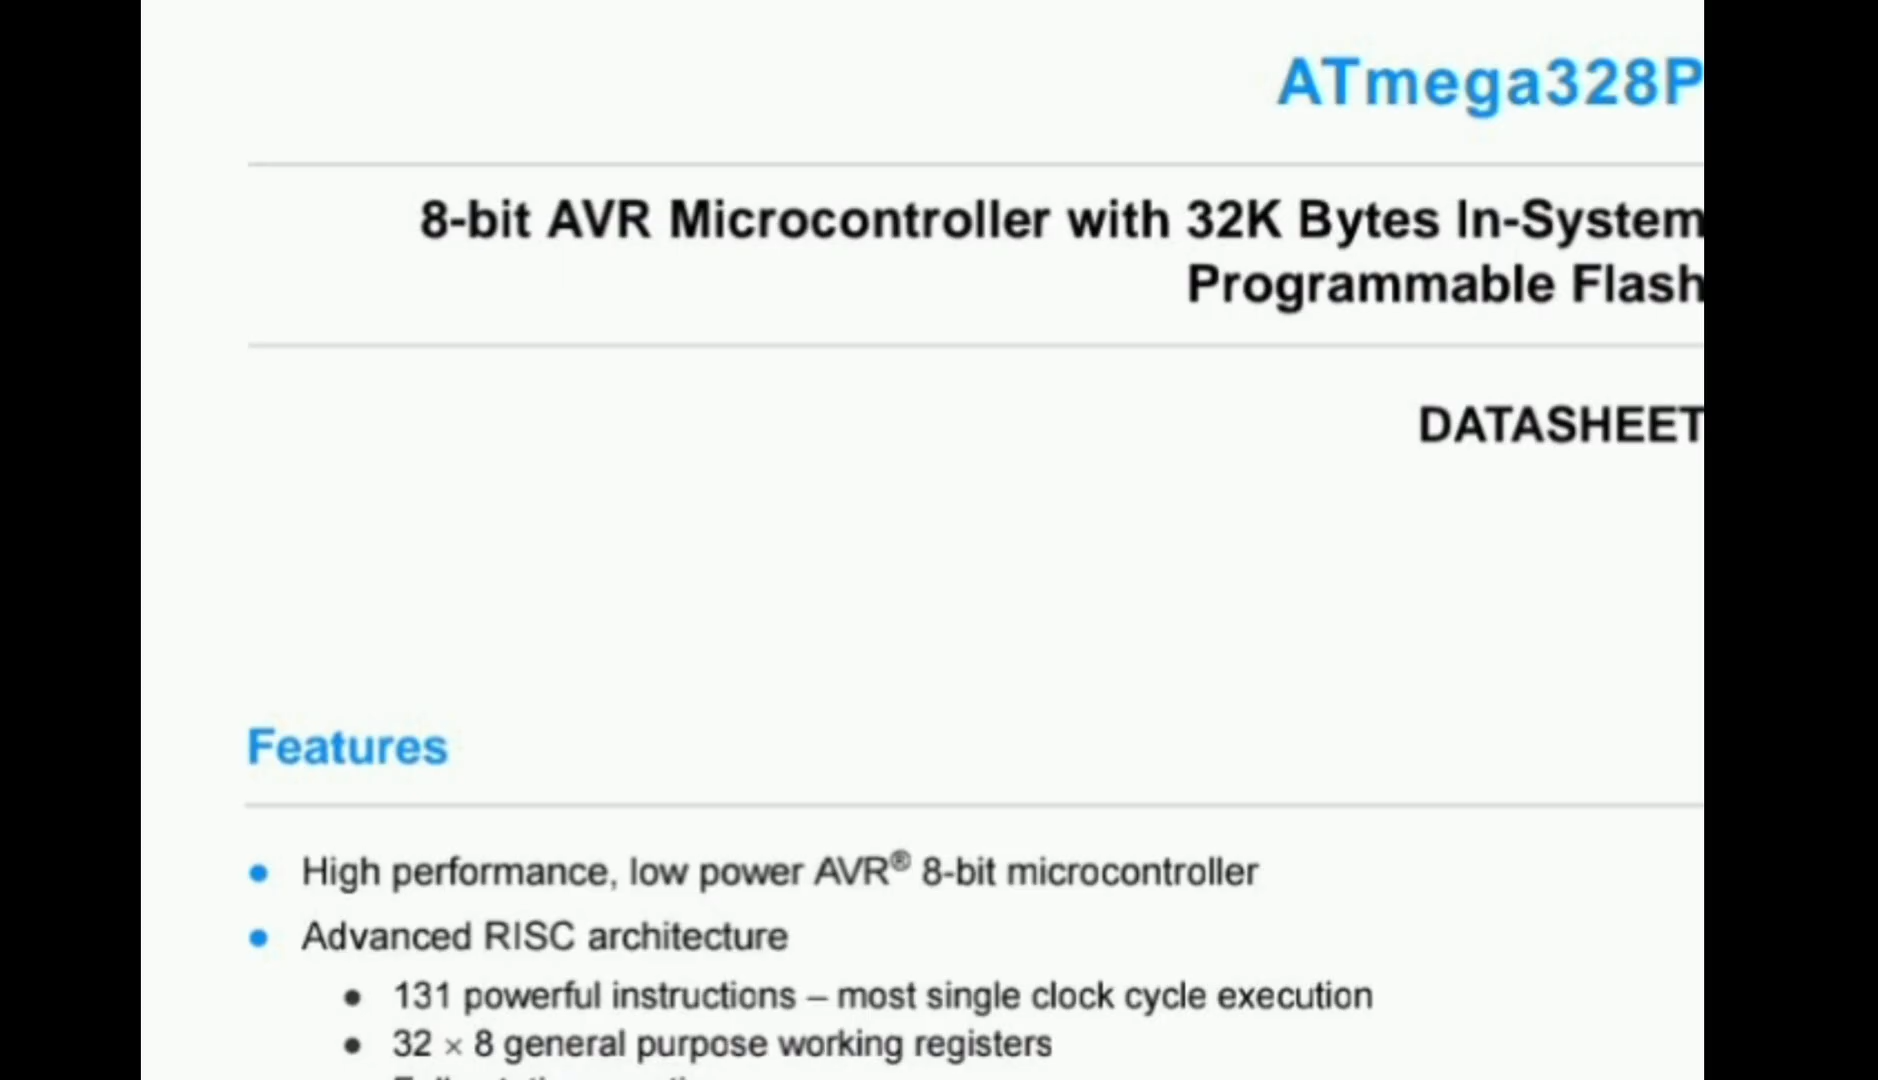 ATmega328P
8-bit AVR Microcontroller with 32K Bytes In-System
Programmable Flash
DATASHEET
Features
• High performance, low power AVR® 8-bit microcontroller
• Advanced RISC architecture
• 131 powerful instructions – most single clock cycle execution
• 32 × 8 general purpose working registers